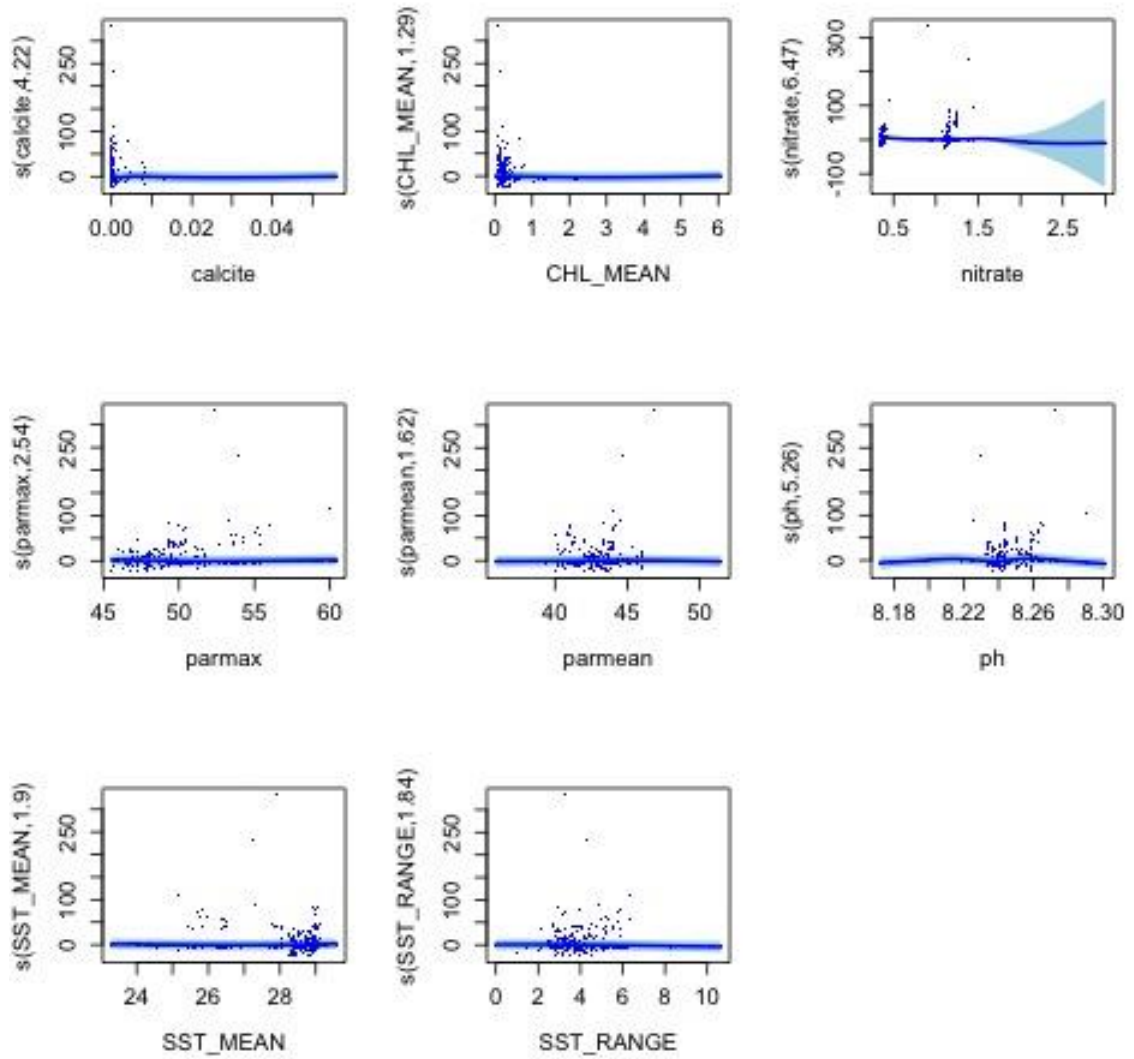 s(calcite,4.22)
250
100
0
0.00 0.02 0.04
calcite
s(CHL_MEAN,1.29)
250
100
0
0 1 2 3 4 5 6
CHL_MEAN
s(nitrate,6.47)
300
100
-100
0.5 1.5 2.5
nitrate
s(parmax,2.54)
250
100
0
45 50 55 60
parmax
s(parmean,1.62)
250
100
0
40 45 50
parmean
s(ph,5.26)
250
100
0
8.18 8.22 8.26 8.30
ph
s(SST_MEAN,1.9)
250
100
0
24 26 28
SST_MEAN
s(SST_RANGE,1.84)
250
100
0
0 2 4 6 8 10
SST_RANGE